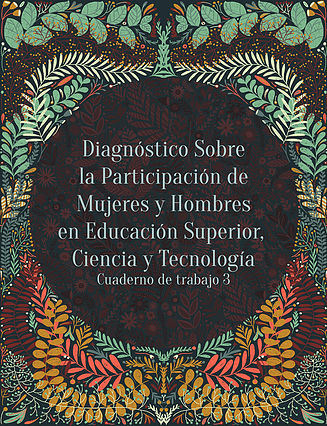 Diagnóstico Sobre
la Participación de
Mujeres y Hombres
en Educación Superior,
Ciencia y Tecnología
Cuaderno de trabajo 3